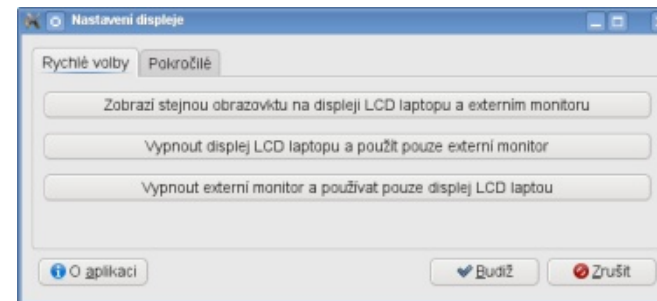 Nastavení displeje
Rychlé volby Pokročilé
Zobrazí stejnou obrazovktu na displeji LCD laptopu a externím monitoru
Vypnout displej LCD laptopu a použít pouze externí monitor
Vypnout externí monitor a používat pouze displej LCD laptou
O aplikaci Budiž Zrušit